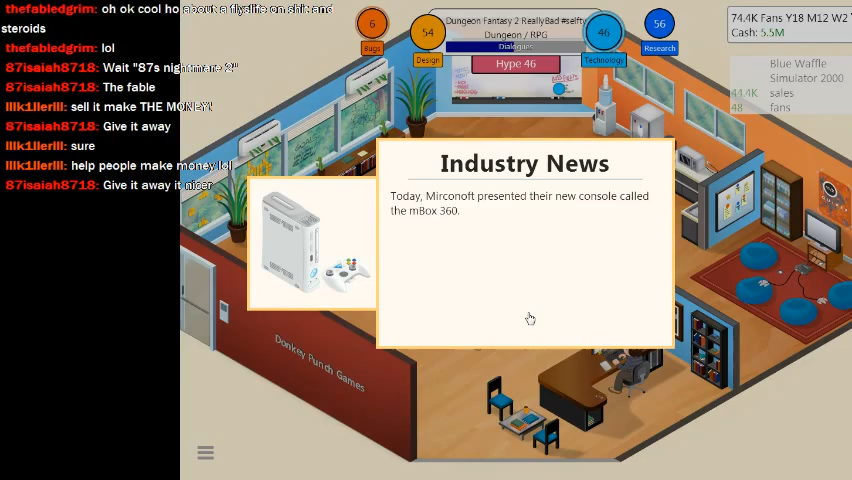 thefabledgrim: oh ok cool ho about a flyslife on shit and
steroids
thefabledgrim: lol
87isaiah8718: Wait "87s nightmare 2"
87isaiah8718: The fable
lllk1llerlll: sell it make THE MONEY!
87isaiah8718: Give it away
lllk1llerlll: sure
lllk1llerlll: help people make money lol
87isaiah8718: Give it away it nicer
6
Bugs
54
Design
Dungeon Fantasy 2 ReallyBad #selfty
Dungeon / RPG
Dialogues
Hype 46
46
Technology
56
Research
74.4K Fans Y18 M12 W2
Cash: 5.5M
Blue Waffle
Simulator 2000
44.4K sales
48 fans
Industry News
Today, Mirconoft presented their new console called
the mBox 360.
Donkey Punch Games